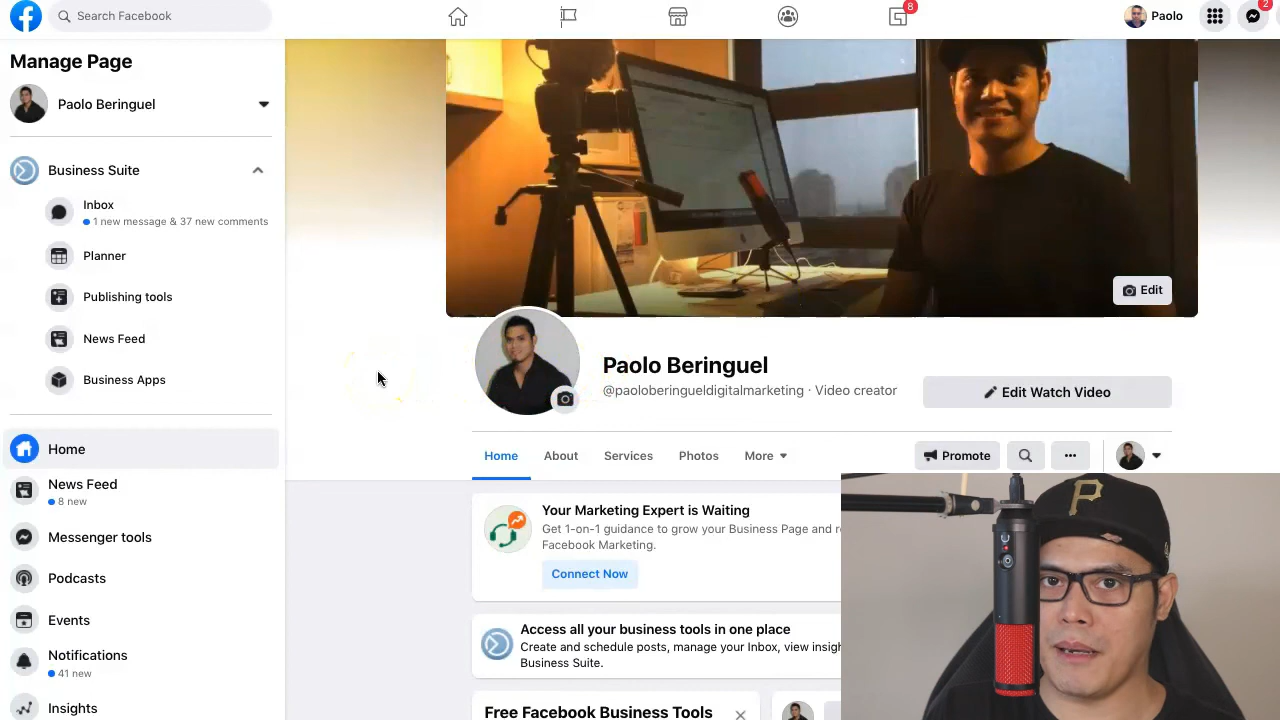 Search Facebook
8
Paolo
2
Manage Page
Paolo Beringuel
Business Suite
Inbox
1 new message & 37 new comments
Planner
Publishing tools
News Feed
Business Apps
Home
News Feed
8 new
Messenger tools
Podcasts
Events
Notifications
41 new
Insights
Edit
Paolo Beringuel
@paoloberingueldigitalmarketing · Video creator
Edit Watch Video
Home
About
Services
Photos
More
Promote
Your Marketing Expert is Waiting
Get 1-on-1 guidance to grow your Business Page and
Facebook Marketing.
Connect Now
Access all your business tools in one place
Create and schedule posts, manage your Inbox, view
Business Suite.
Free Facebook Business Tools
P